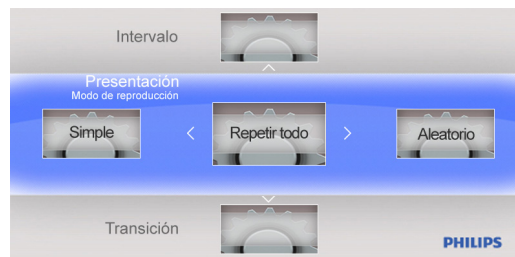 Intervalo
Presentación
Modo de reproducción
Simple
Repetir todo
Aleatorio
Transición
PHILIPS